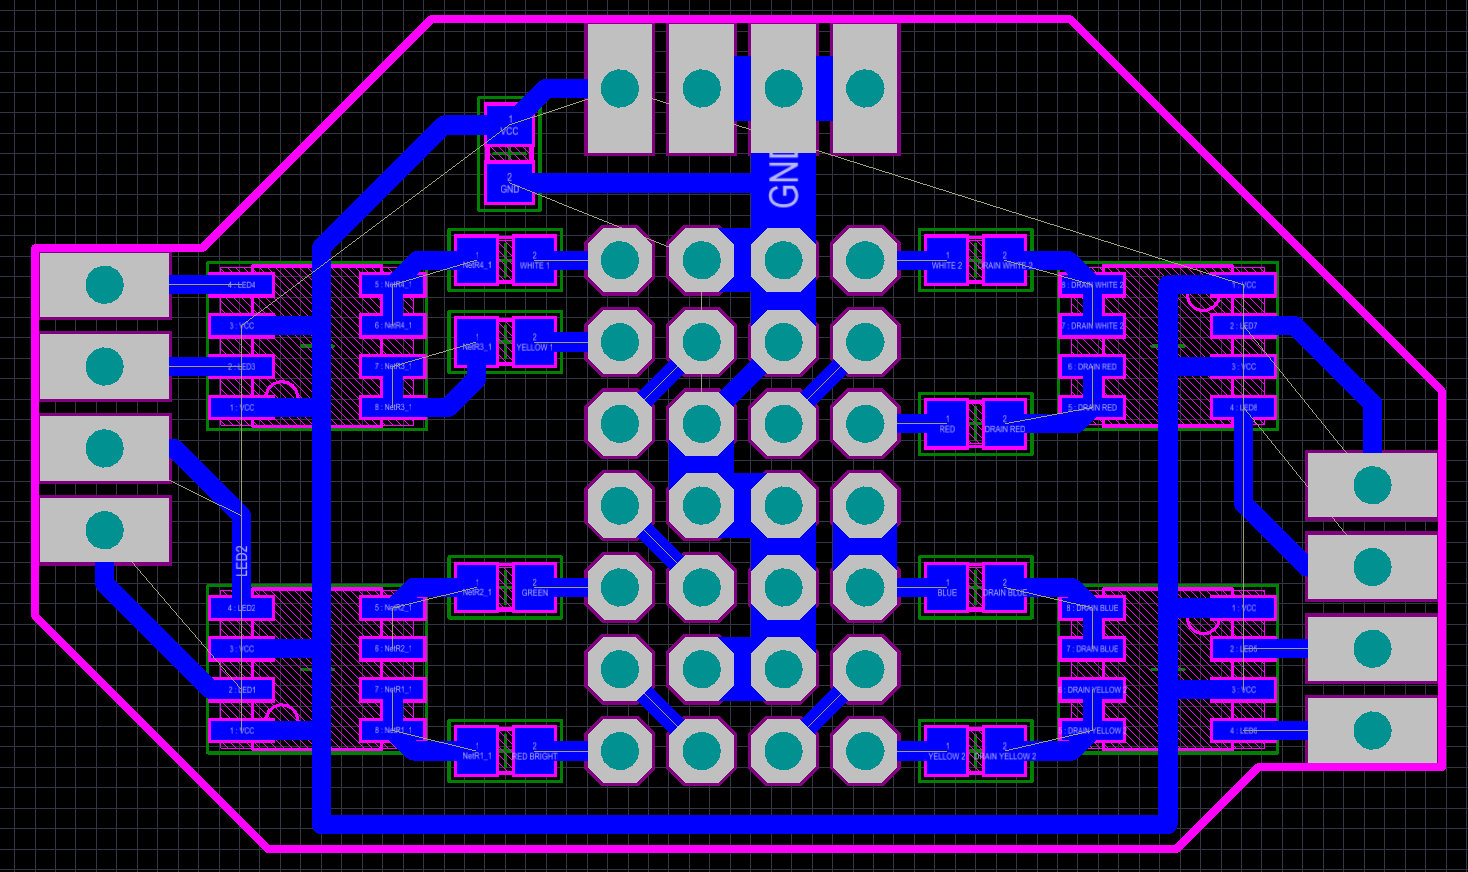 1
VCC
2
GND
GND
1
NetR4_1
2
WHITE 1
1
WHITE 2
2
DRAIN WHITE 2
4 : LED4
3 : VCC
2 : LED3
1 : VCC
5 : NetR4_1
6 : NetR4_1
7 : NetR3_1
8 : NetR3_1
1
NetR3_1
2
YELLOW 1
8 : DRAIN WHITE 2
7 : DRAIN WHITE 2
6 : DRAIN RED
5 : DRAIN RED
1 : VCC
2 : LED7
3 : VCC
4 : LED8
1
RED
2
DRAIN RED
LED2
4 : LED2
3 : VCC
2 : LED1
1 : VCC
5 : NetR2_1
6 : NetR2_1
7 : NetR1_1
8 : NetR1_1
1
NetR2_1
2
GREEN
1
BLUE
2
DRAIN BLUE
8 : DRAIN BLUE
7 : DRAIN BLUE
6 : DRAIN YELLOW 2
5 : DRAIN YELLOW
1 : VCC
2 : LED5
3 : VCC
4 : LED6
1
NetR1_1
2
RED BRIGHT
1
YELLOW 2
2
DRAIN YELLOW 2